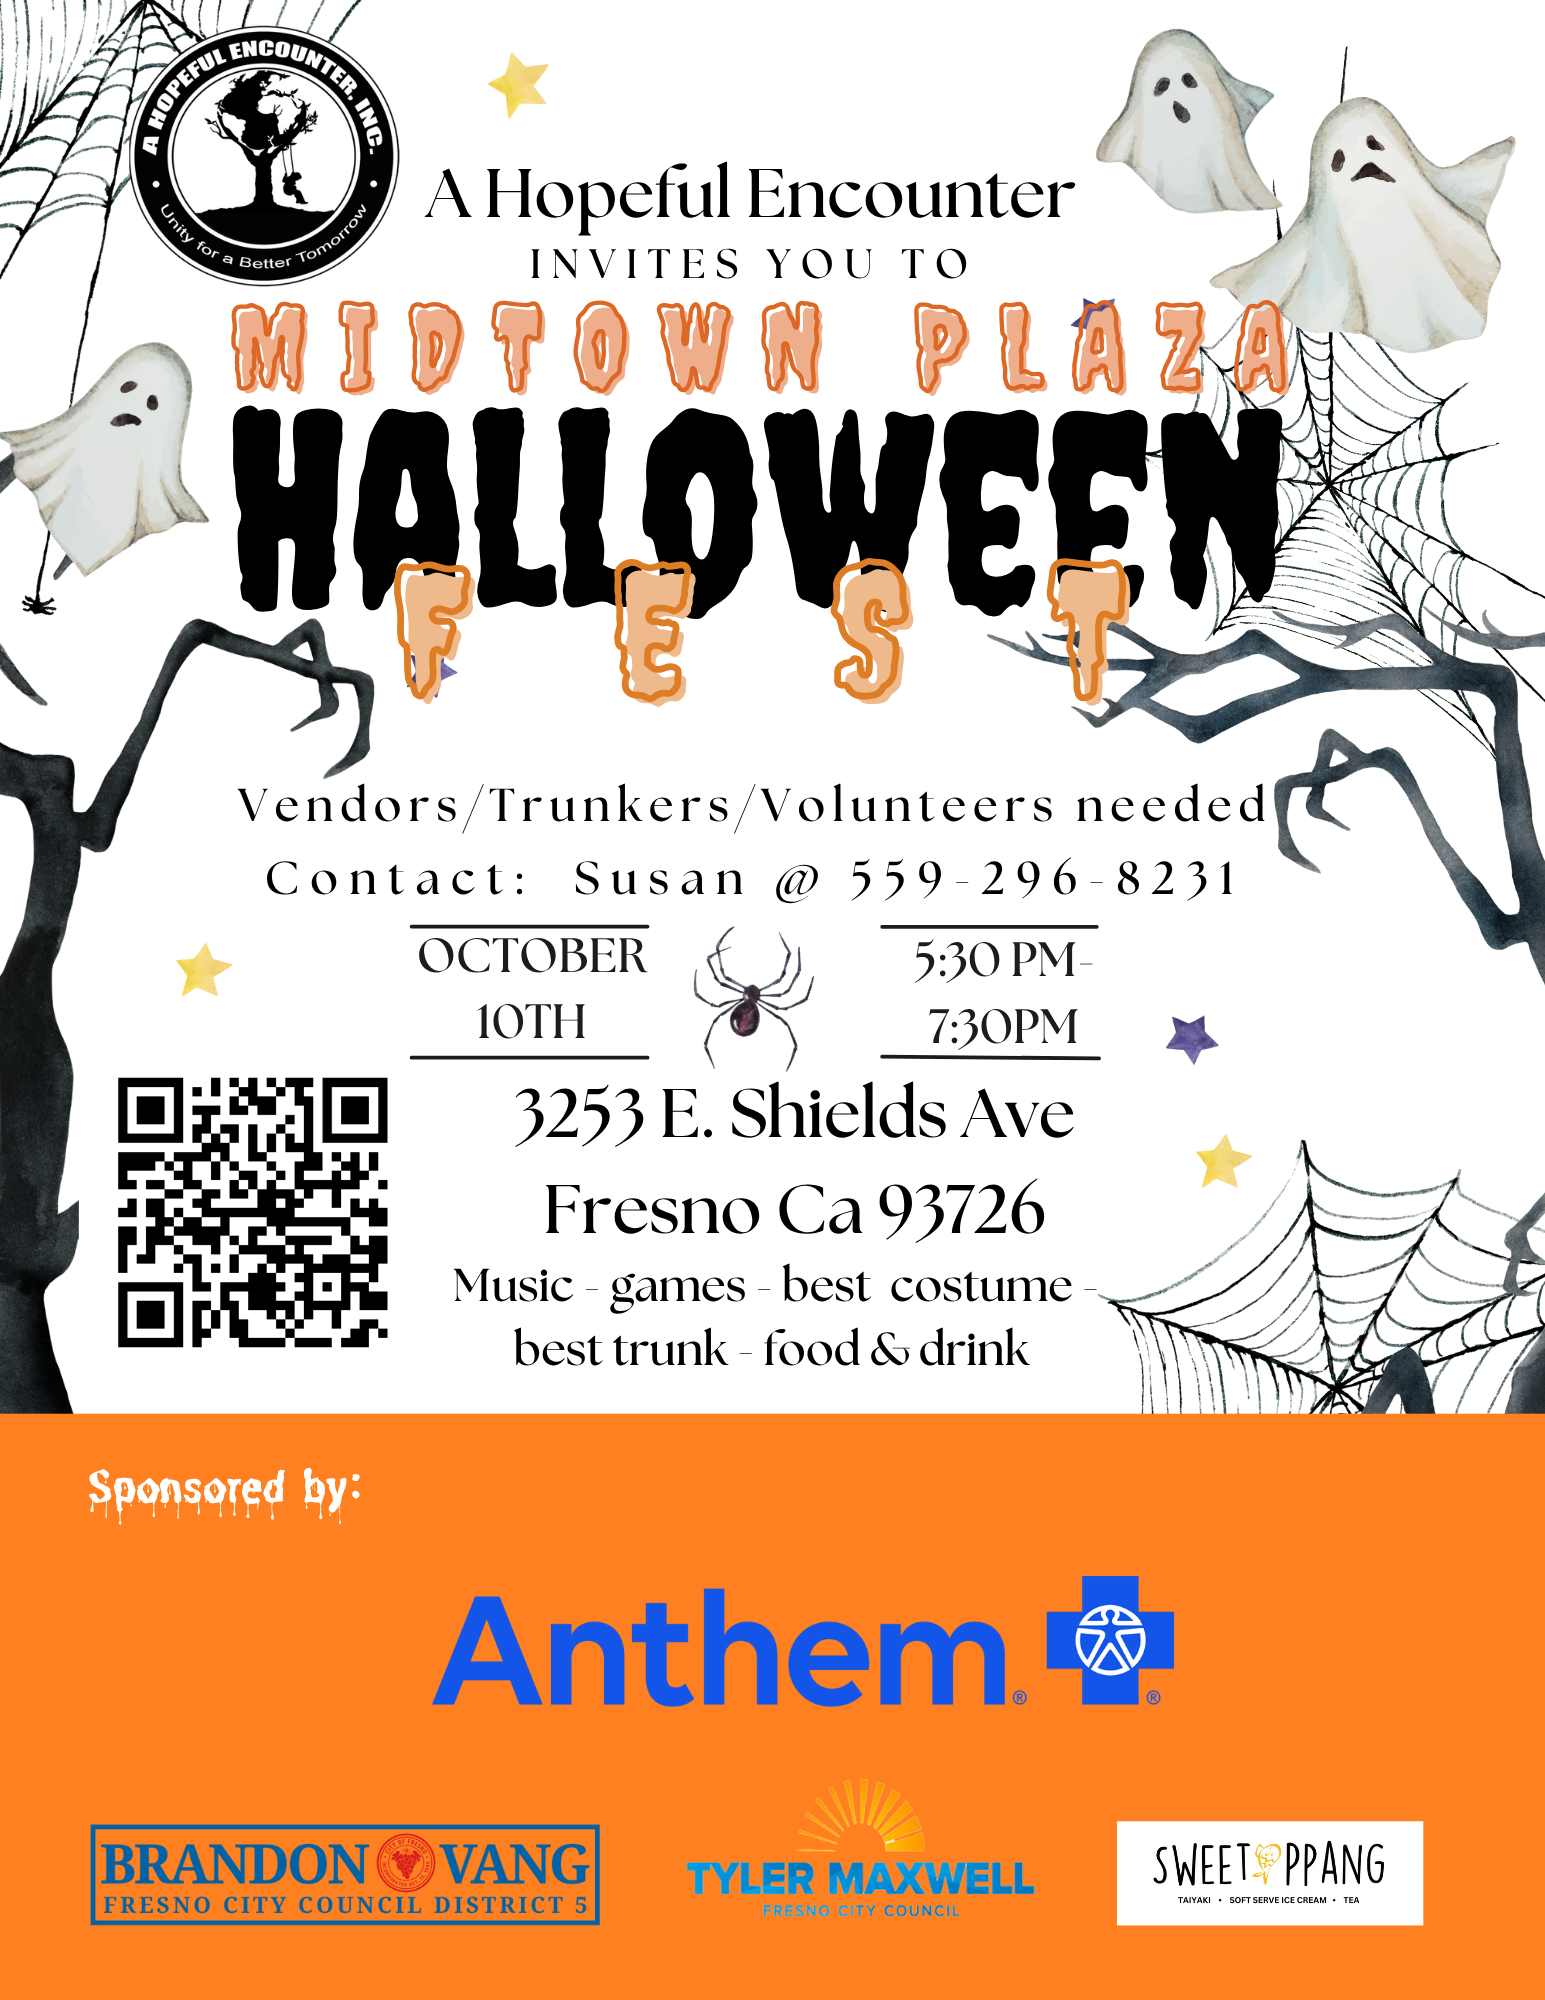 A HOPEFUL ENCOUNTER, INC.
Unity for a Better Tomorrow
A Hopeful Encounter
INVITES YOU TO
MIDTOWN PLAZA
HALLOWEEN
FEST
Vendors/Trunkers/Volunteers needed
Contact: Susan @ 559-296-8231
OCTOBER
10TH
5:30 PM-
7:30PM
3253 E. Shields Ave
Fresno Ca 93726
Music - games - best costume -
best trunk - food & drink
Sponsored by:
Anthem
BRANDON VANG
FRESNO CITY COUNCIL DISTRICT 5
TYLER MAXWELL
FRESNO CITY COUNCIL
SWEET PPANG
TAIYAKI • SOFT SERVE ICE CREAM • TEA